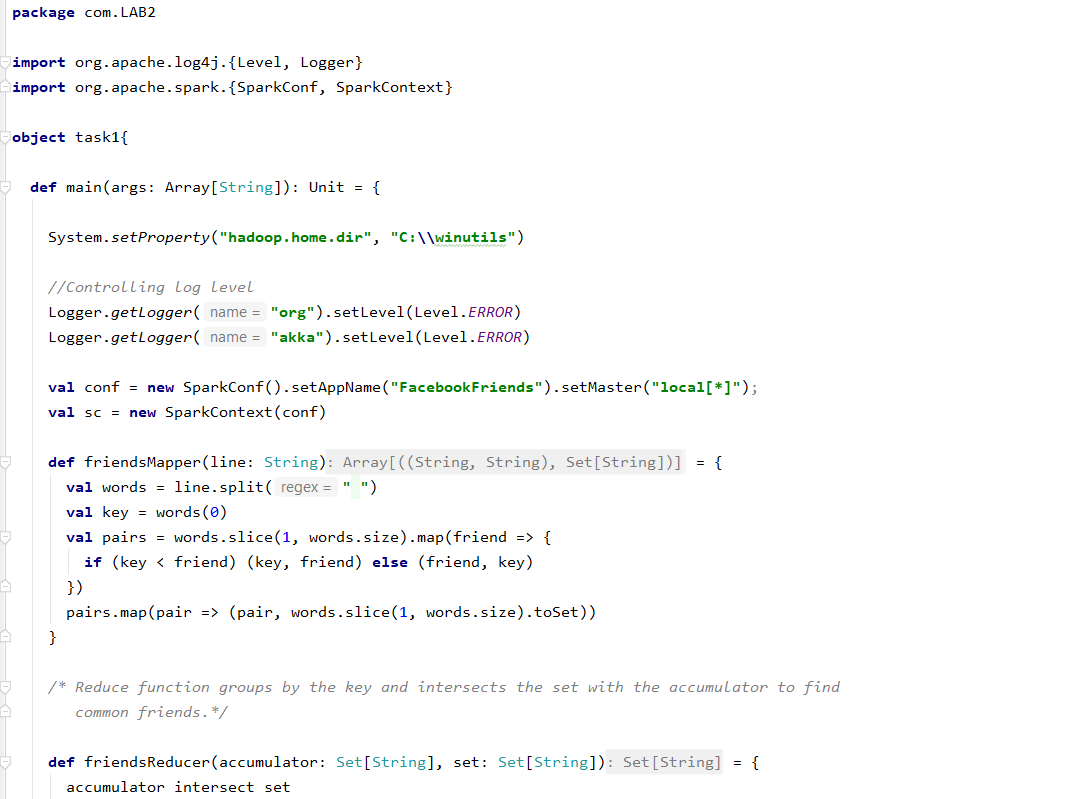 package com.LAB2
import org.apache.log4j.{Level, Logger}
import org.apache.spark.{SparkConf, SparkContext}
object task1{
def main(args: Array[String]): Unit = {
System.setProperty("hadoop.home.dir", "C:\\winutils")
//Controlling log level
Logger.getLogger( name = "org").setLevel(Level.ERROR)
Logger.getLogger( name = "akka").setLevel(Level.ERROR)
val conf = new SparkConf().setAppName("FacebookFriends").setMaster("local[*]");
val sc = new SparkContext(conf)
def friendsMapper(line: String): Array[((String, String), Set[String])] = {
val words = line.split( regex = " ")
val key = words(0)
val pairs = words.slice(1, words.size).map(friend => {
if (key < friend) (key, friend) else (friend, key)
})
pairs.map(pair => (pair, words.slice(1, words.size).toSet))
}
/* Reduce function groups by the key and intersects the set with the accumulator to find
common friends.*/
def friendsReducer(accumulator: Set[String], set: Set[String]): Set[String] = {
accumulator intersect set